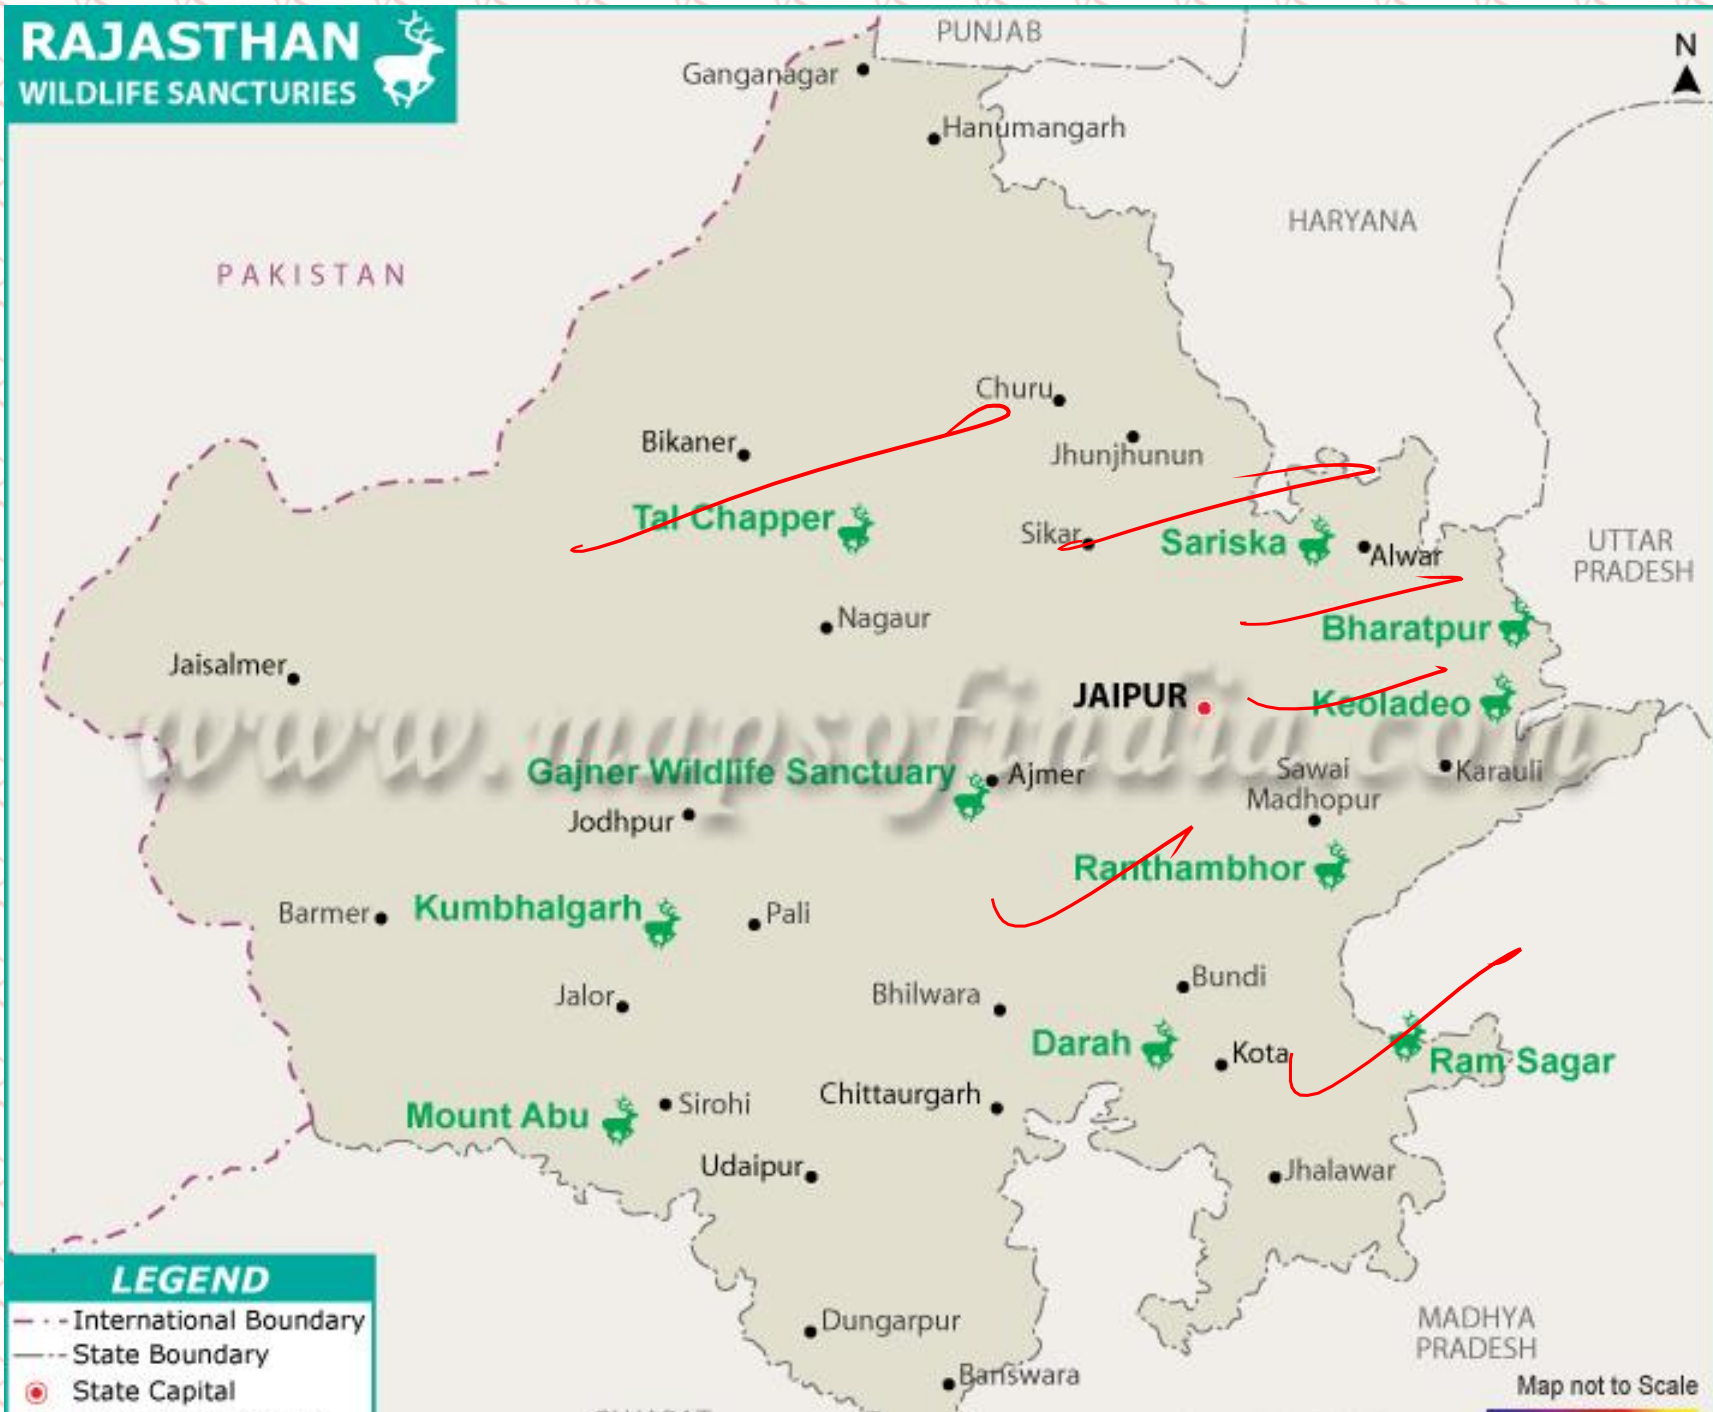 RAJASTHAN
WILDLIFE SANCTURIES
PUNJAB
N
Ganganagar
Hanumangarh
HARYANA
PAKISTAN
Churu
Bikaner
Jhunjhunun
Tal Chapper
Sikar
Sariska
Alwar
UTTAR
PRADESH
Nagaur
Bharatpur
Jaisalmer
JAIPUR
Keoladeo
www.mapsofindia.com
Gajner Wildlife Sanctuary
Ajmer
Sawai
Madhopur
Karauli
Jodhpur
Ranthambhor
Barmer
Kumbhalgarh
Pali
Bundi
Jalor
Bhilwara
Darah
Kota
Ram Sagar
Chittaurgarh
Mount Abu
Sirohi
Udaipur
Jhalawar
LEGEND
International Boundary
State Boundary
State Capital
Dungarpur
MADHYA
PRADESH
Banswara
Map not to Scale